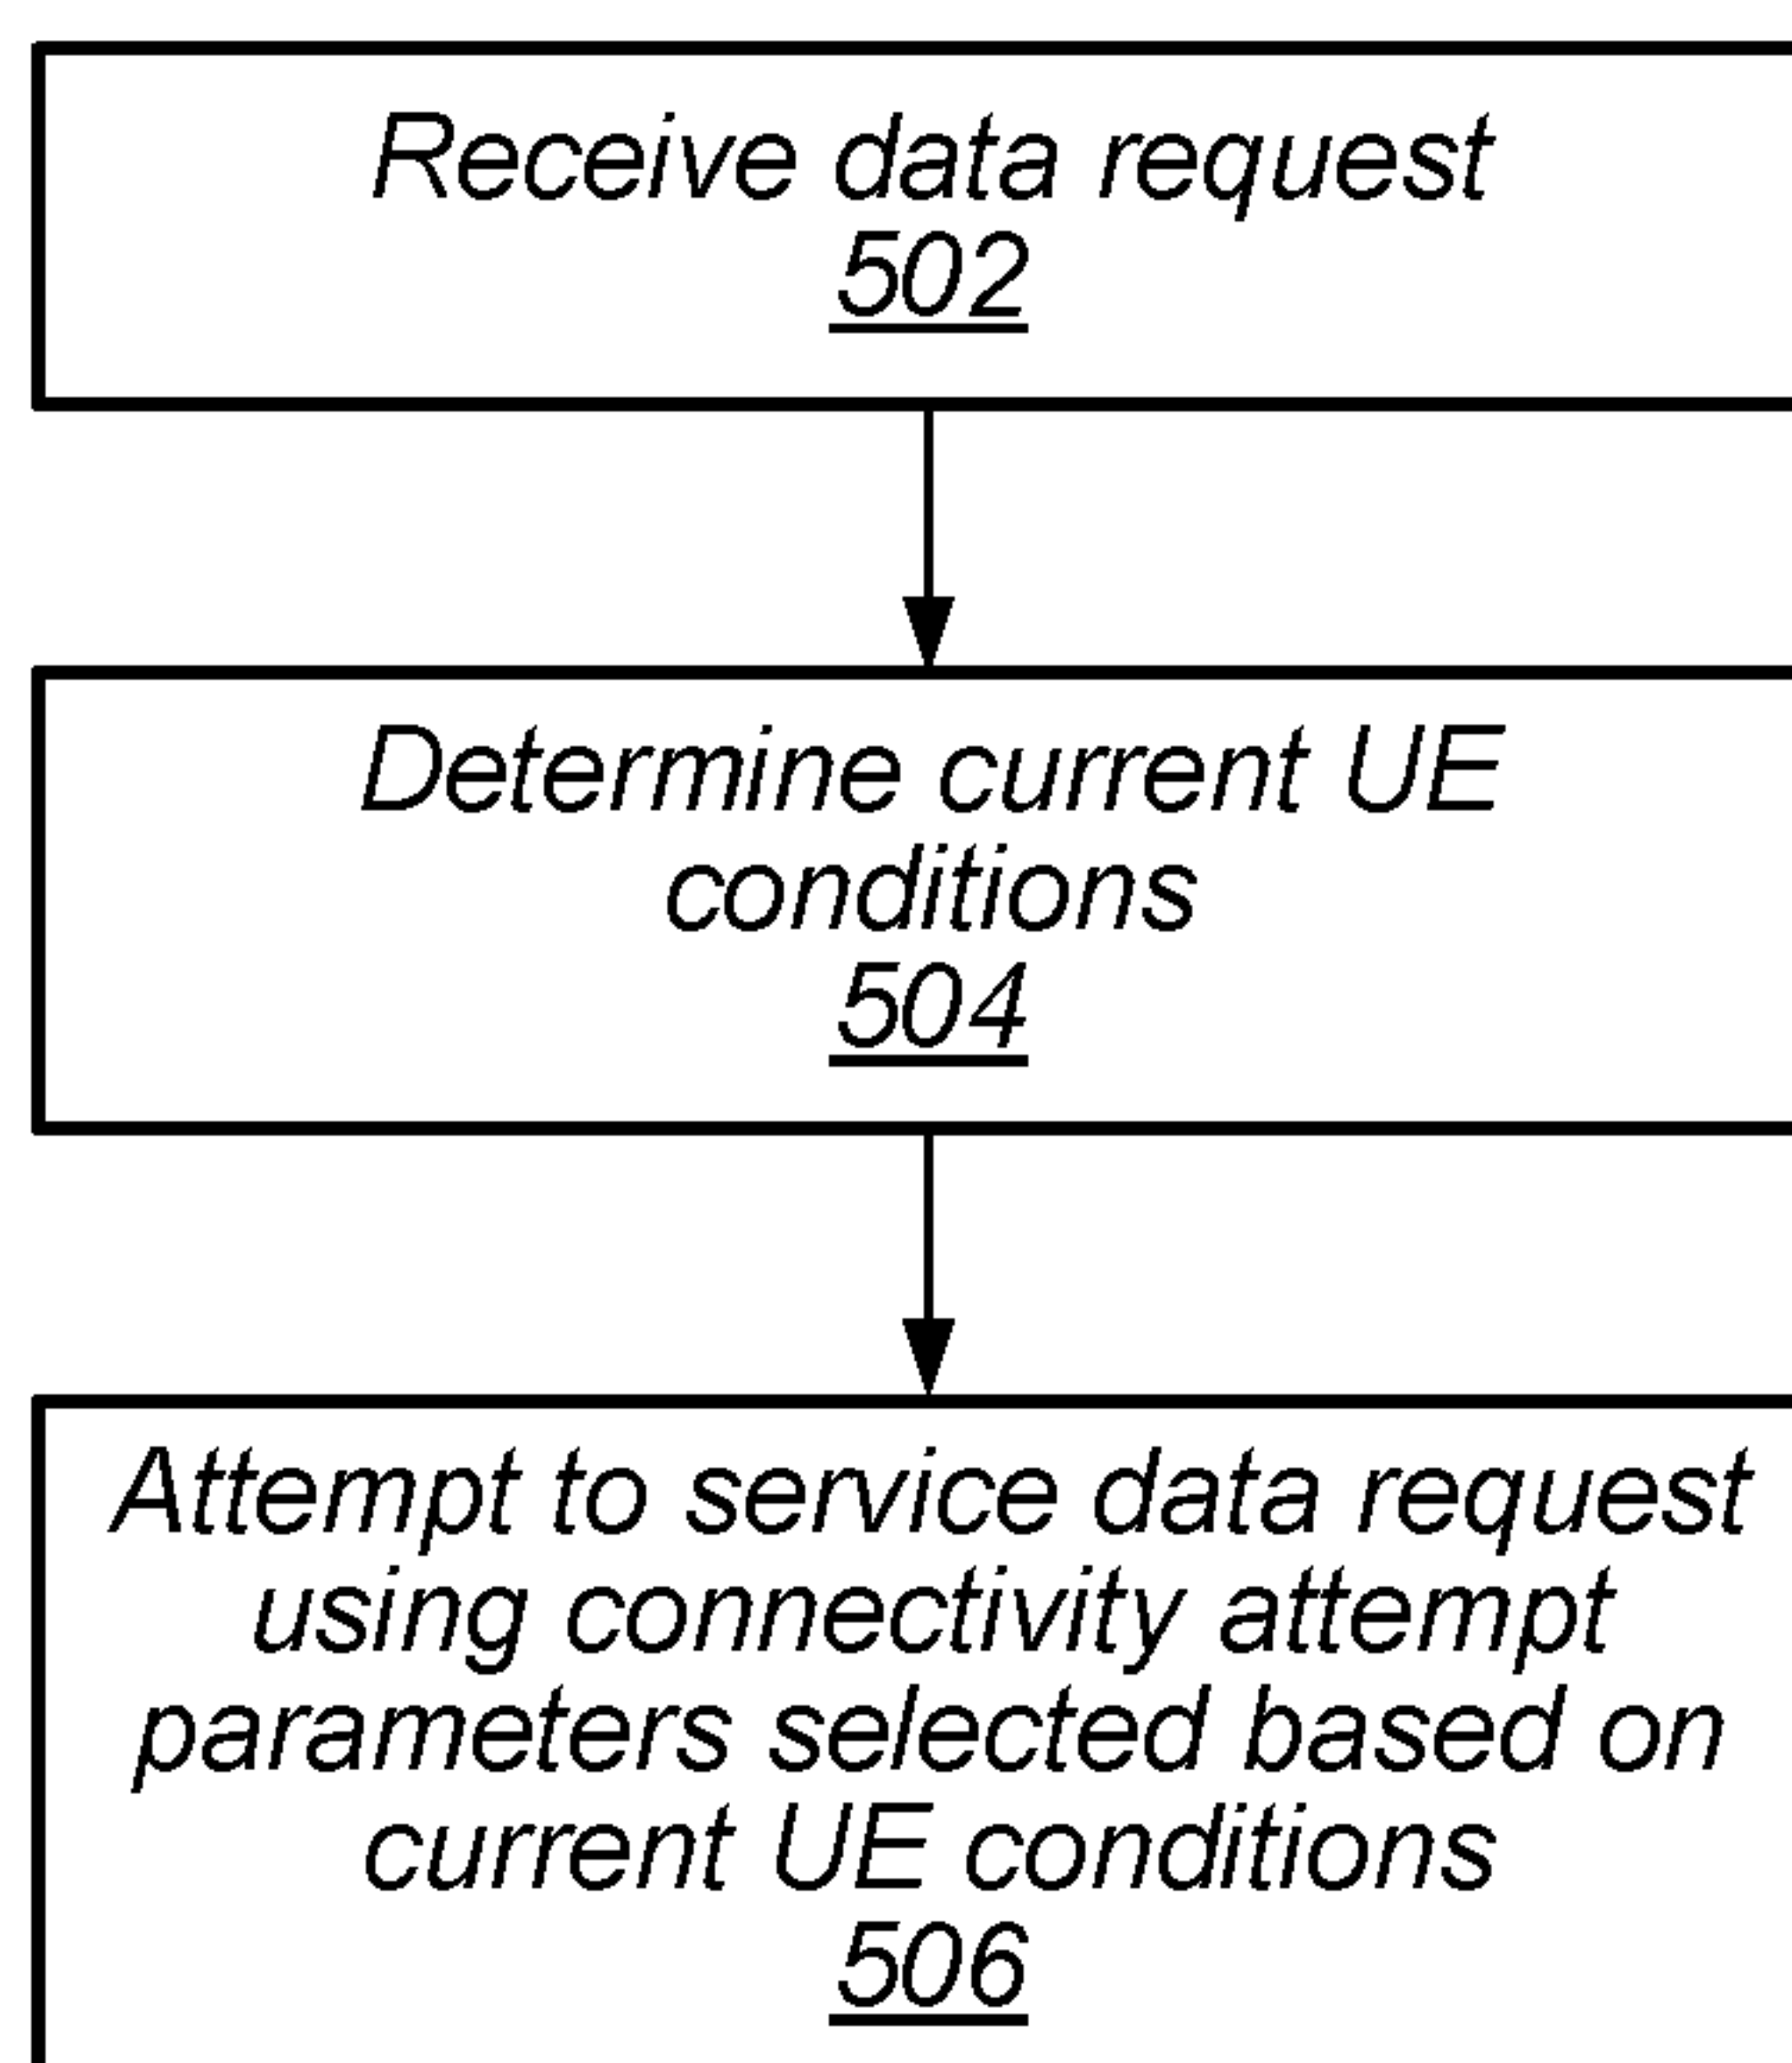 Receive data request
502
Determine current UE
conditions
504
Attempt to service data request
using connectivity attempt
parameters selected based on
current UE conditions
506